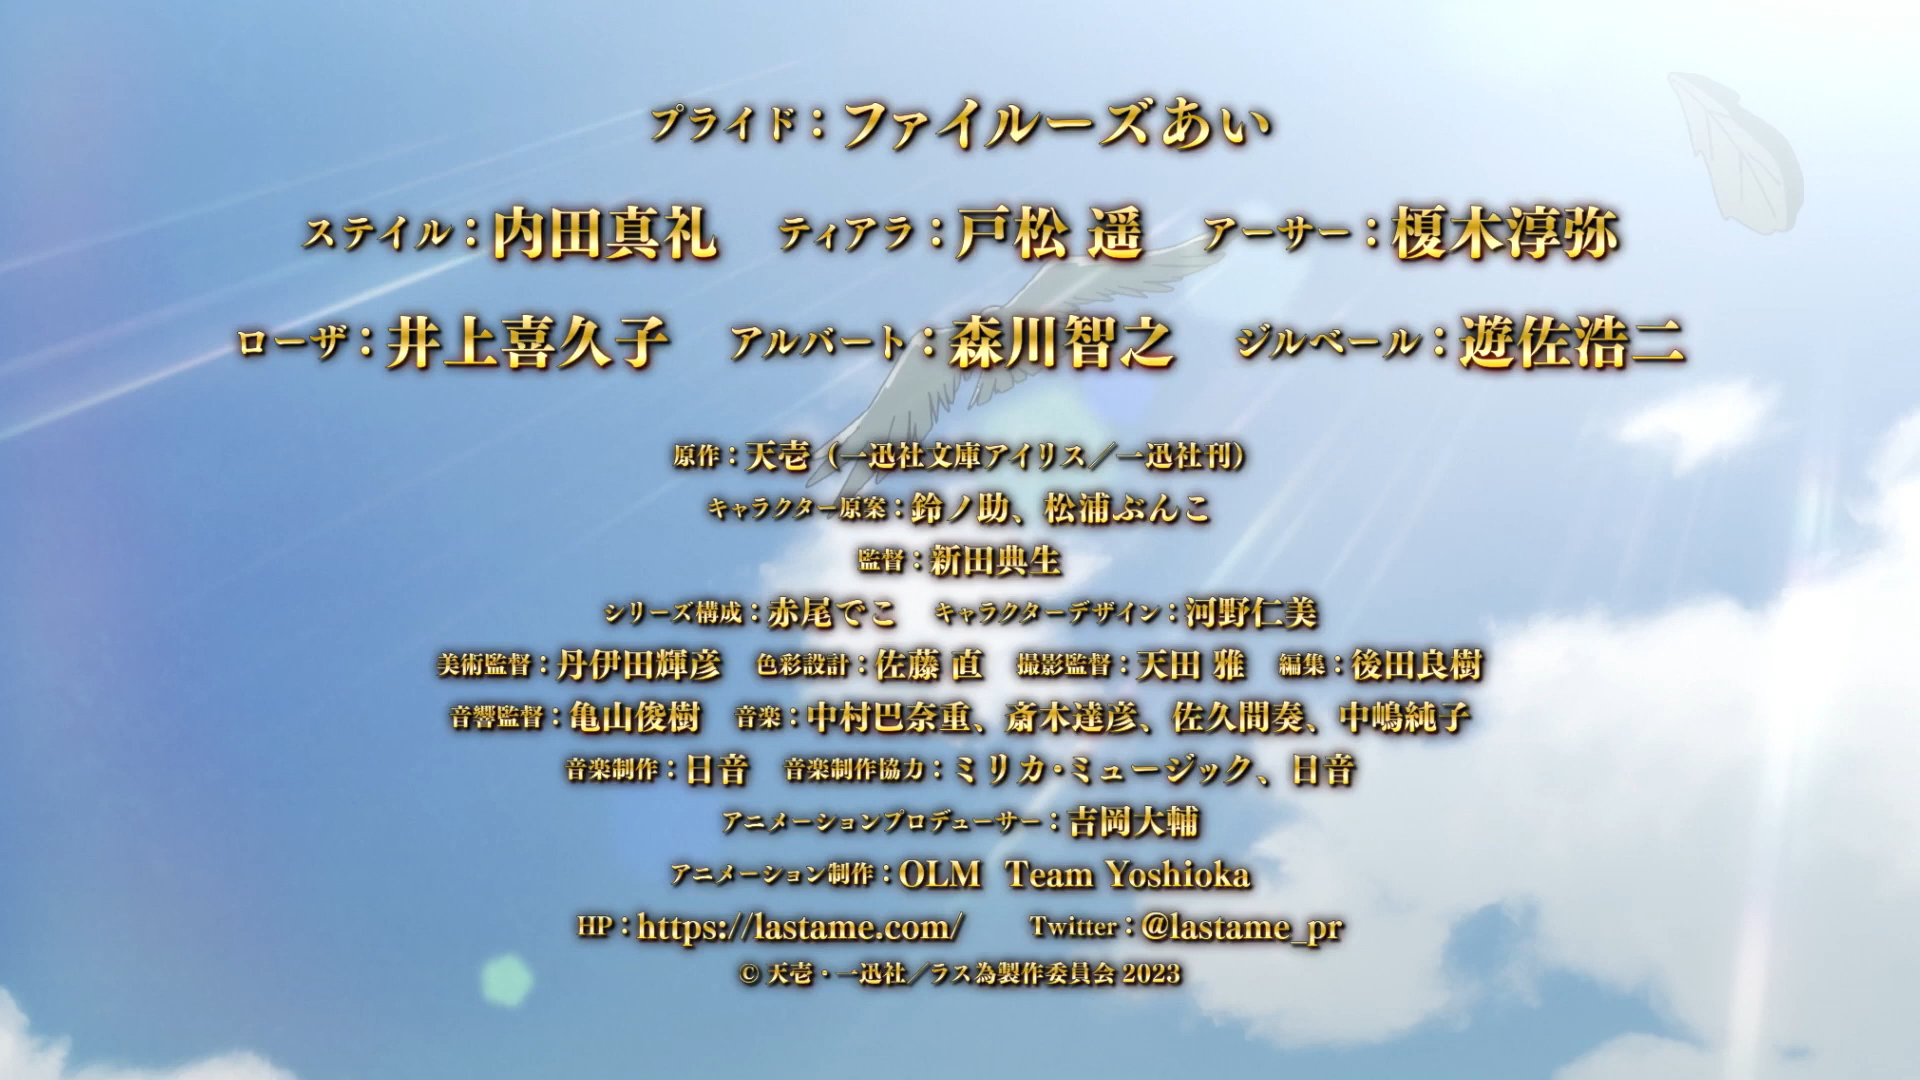 プライド：ファイルーズあい
ステイル：内田真礼　ティアラ：戸松 遥　アーサー：榎木淳弥
ローザ：井上喜久子　アルバート：森川智之　ジルベール：遊佐浩二
原作：天壱（一迅社文庫アイリス／一迅社刊）
キャラクター原案：鈴ノ助、松浦ぶんこ
監督：新田典生
シリーズ構成：赤尾でこ　キャラクターデザイン：河野仁美
美術監督：丹伊田輝彦　色彩設計：佐藤 直　撮影監督：天田 雅　編集：後田良樹
音響監督：亀山俊樹　音楽：中村巴奈重、斎木達彦、佐久間奏、中嶋純子
音楽制作：日音　音楽制作協力：ミリカ・ミュージック、日音
アニメーションプロデューサー：吉岡大輔
アニメーション制作：OLM Team Yoshioka
HP：https://lastame.com/　Twitter：@lastame_pr
© 天壱・一迅社／ラス為製作委員会 2023